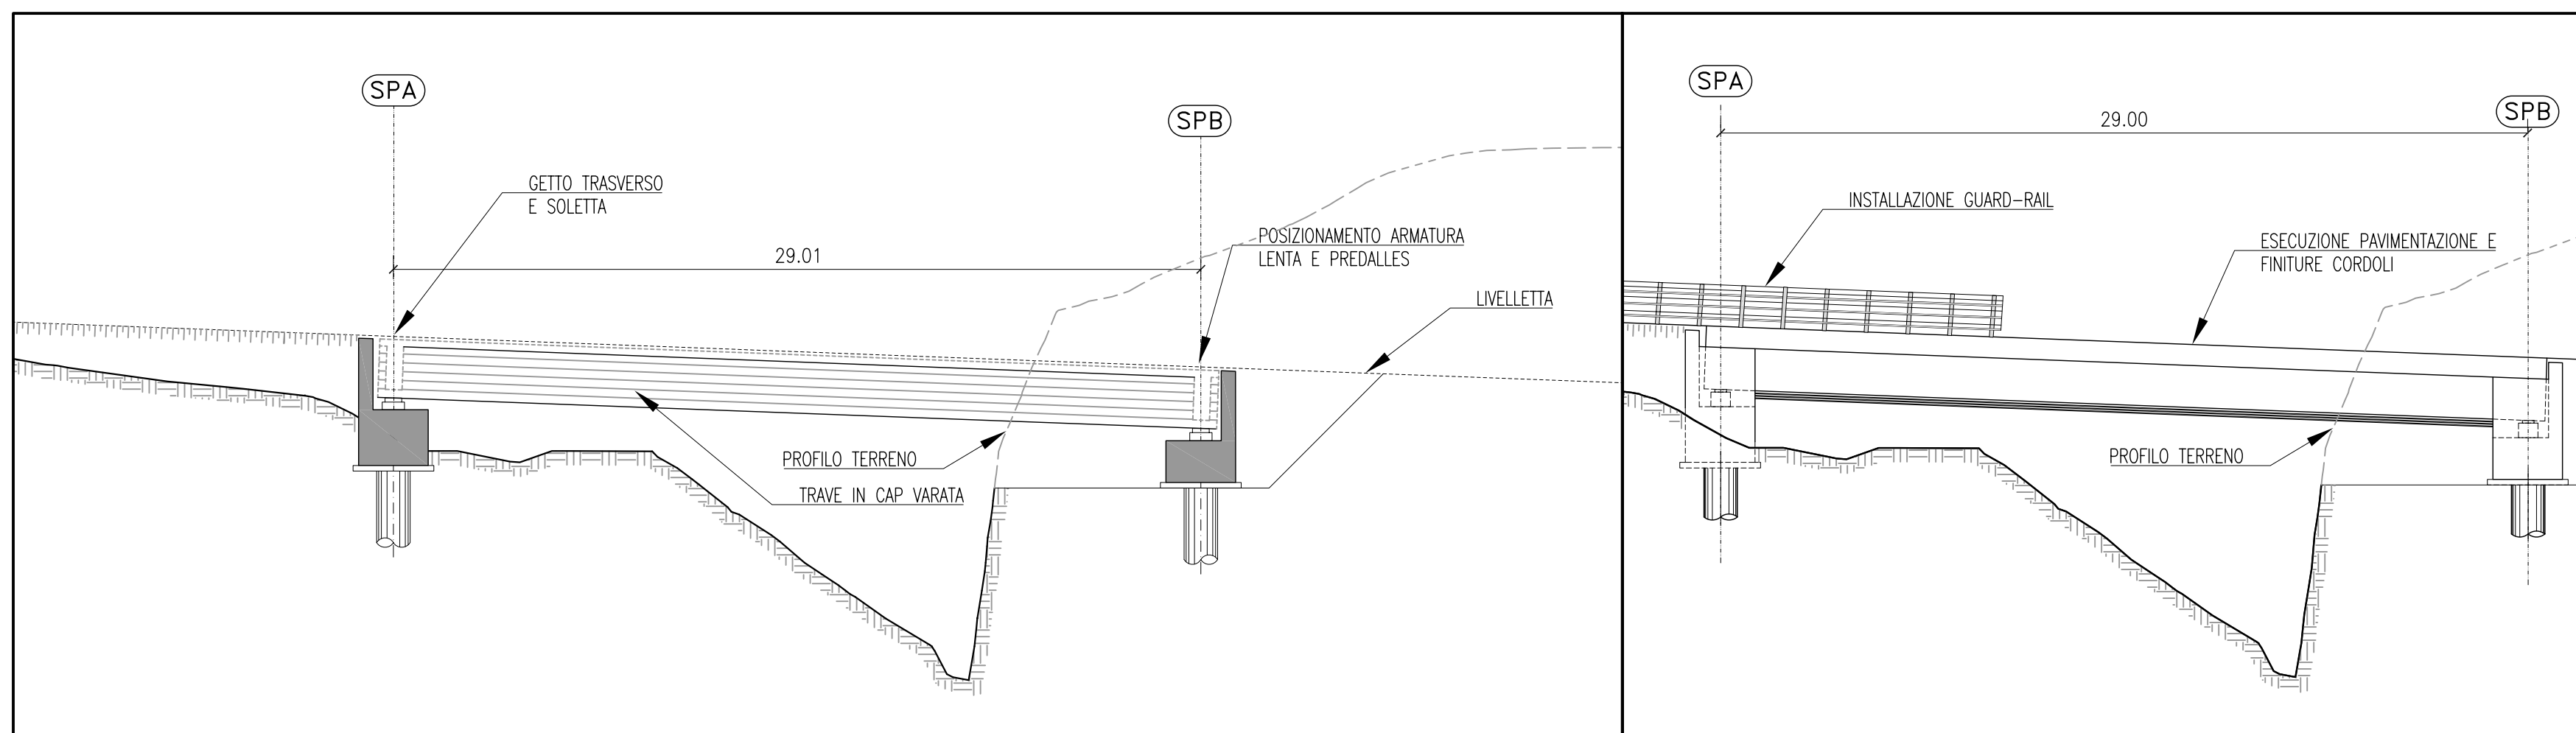 SPA
SPB
GETTO TRASVERSO
E SOLETTA
29.01
POSIZIONAMENTO ARMATURA
LENTA E PREDALLES
LIVELLETTA
PROFILO TERRENO
TRAVE IN CAP VARATA
SPA
SPB
29.00
INSTALLAZIONE GUARD-RAIL
ESECUZIONE PAVIMENTAZIONE E
FINITURE CORDOLI
PROFILO TERRENO